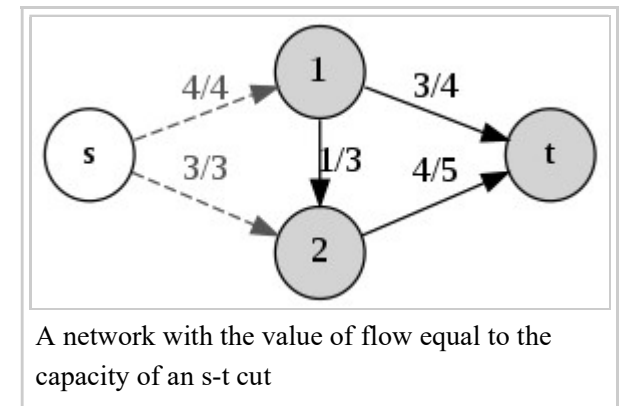 1
4/4
3/4
s
3/3
1/3
4/5
t
2
A network with the value of flow equal to the
capacity of an s-t cut